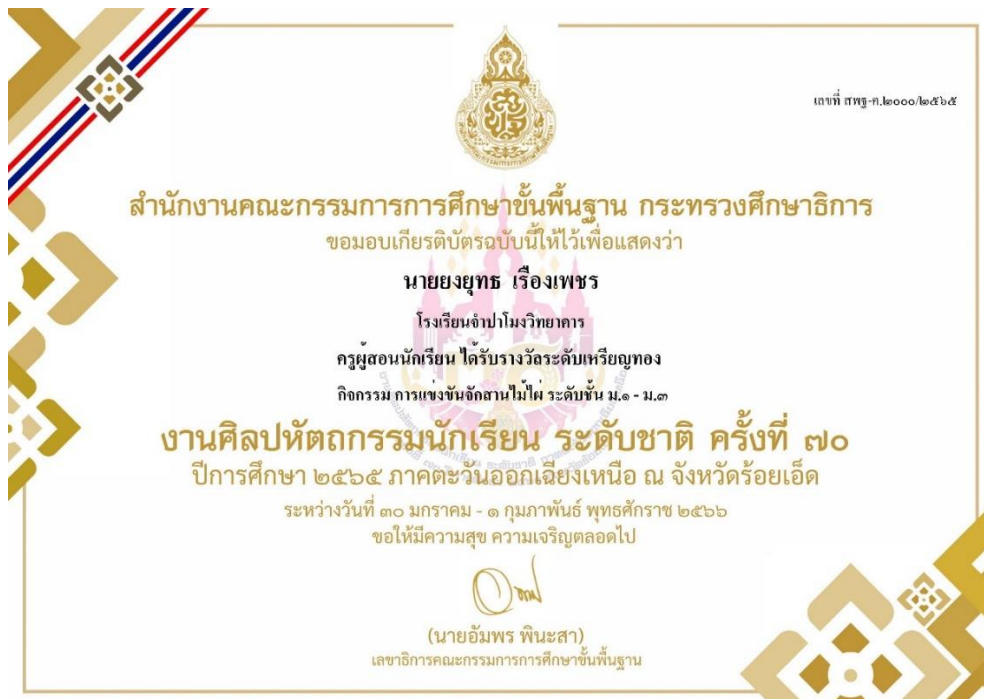 เลขที่ สพฐ-ค.๒๐๐๐/๒๕๖๕
สำนักงานคณะกรรมการการศึกษาขั้นพื้นฐาน กระทรวงศึกษาธิการ
ขอมอบเกียรติบัตรฉบับนี้ให้ไว้เพื่อแสดงว่า
นายยงยุทธ เรืองเพชร
โรงเรียนจำปาโมงวิทยาคาร
ครูผู้สอนนักเรียน ได้รับรางวัลระดับเหรียญทอง
กิจกรรม การแข่งขันจักสานไม้ไผ่ ระดับชั้น ม.๑ - ม.๓
งานศิลปหัตถกรรมนักเรียน ระดับชาติ ครั้งที่ ๗๐
ปีการศึกษา ๒๕๖๕ ภาคตะวันออกเฉียงเหนือ ณ จังหวัดร้อยเอ็ด
ระหว่างวันที่ ๓๐ มกราคม - ๑ กุมภาพันธ์ พุทธศักราช ๒๕๖๖
ขอให้มีความสุข ความเจริญตลอดไป
(นายอัมพร พินะสา)
เลขาธิการคณะกรรมการการศึกษาขั้นพื้นฐาน